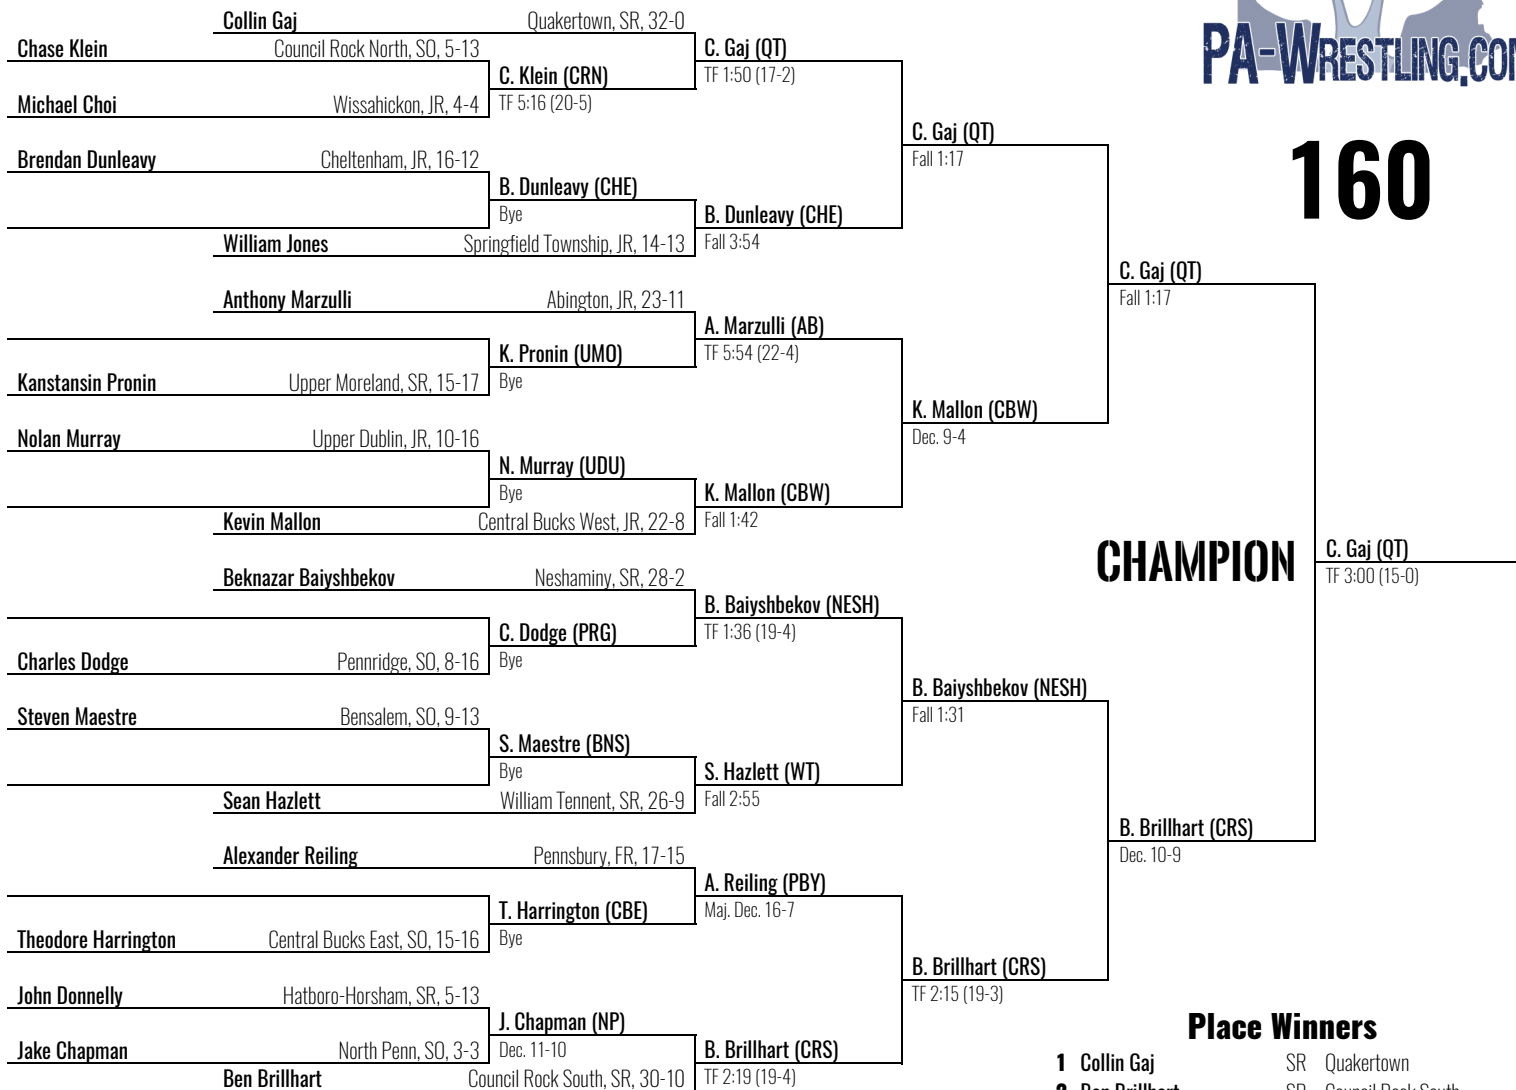 Collin Gaj Quakertown, SR, 32-0
Chase Klein Council Rock North, SO, 5-13
C. Gaj (QT)
TF 1:50 (17-2)
C. Klein (CRN)
TF 5:16 (20-5)
Michael Choi Wissahickon, JR, 4-4
C. Gaj (QT)
Fall 1:17
Brendan Dunleavy Cheltenham, JR, 16-12
B. Dunleavy (CHE)
Bye
B. Dunleavy (CHE)
Fall 3:54
William Jones Springfield Township, JR, 14-13
C. Gaj (QT)
Fall 1:17
Anthony Marzulli Abington, JR, 23-11
A. Marzulli (AB)
TF 5:54 (22-4)
K. Pronin (UMO)
Bye
Kanstansin Pronin Upper Moreland, SR, 15-17
K. Mallon (CBW)
Dec. 9-4
Nolan Murray Upper Dublin, JR, 10-16
N. Murray (UDU)
Bye
K. Mallon (CBW)
Fall 1:42
Kevin Mallon Central Bucks West, JR, 22-8
CHAMPION
C. Gaj (QT)
TF 3:00 (15-0)
Beknazar Baiyshbekov Neshaminy, SR, 28-2
B. Baiyshbekov (NESH)
TF 1:36 (19-4)
C. Dodge (PRG)
Bye
Charles Dodge Pennridge, SO, 8-16
B. Baiyshbekov (NESH)
Fall 1:31
Steven Maestre Bensalem, SO, 9-13
S. Maestre (BNS)
Bye
S. Hazlett (WT)
Fall 2:55
Sean Hazlett William Tennent, SR, 26-9
B. Brillhart (CRS)
Dec. 10-9
Alexander Reiling Pennsbury, FR, 17-15
A. Reiling (PBY)
Maj. Dec. 16-7
T. Harrington (CBE)
Bye
Theodore Harrington Central Bucks East, SO, 15-16
B. Brillhart (CRS)
TF 2:15 (19-3)
John Donnelly Hatboro-Horsham, SR, 5-13
J. Chapman (NP)
Dec. 11-10
Jake Chapman North Penn, SO, 3-3
B. Brillhart (CRS)
TF 2:19 (19-4)
Ben Brillhart Council Rock South, SR, 30-10
PA-WRESTLING.CO
160
Place Winners
1 Collin Gaj SR Quakertown
2 Ben Brillhart SR Council Rock South